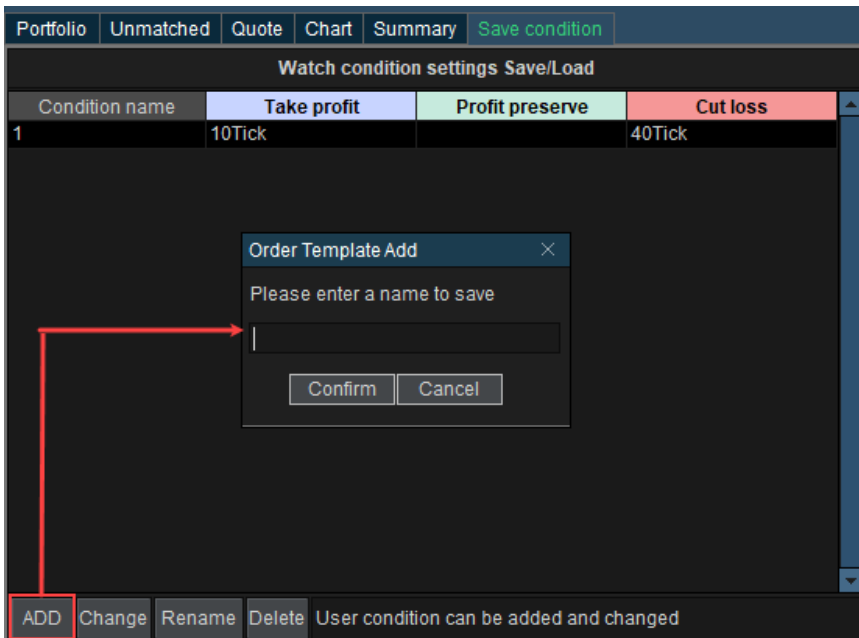 Portfolio Unmatched Quote Chart Summary Save condition
Watch condition settings Save/Load
Condition name Take profit Profit preserve Cut loss
1 10Tick 40Tick
Order Template Add
Please enter a name to save
Confirm Cancel
ADD Change Rename Delete User condition can be added and changed